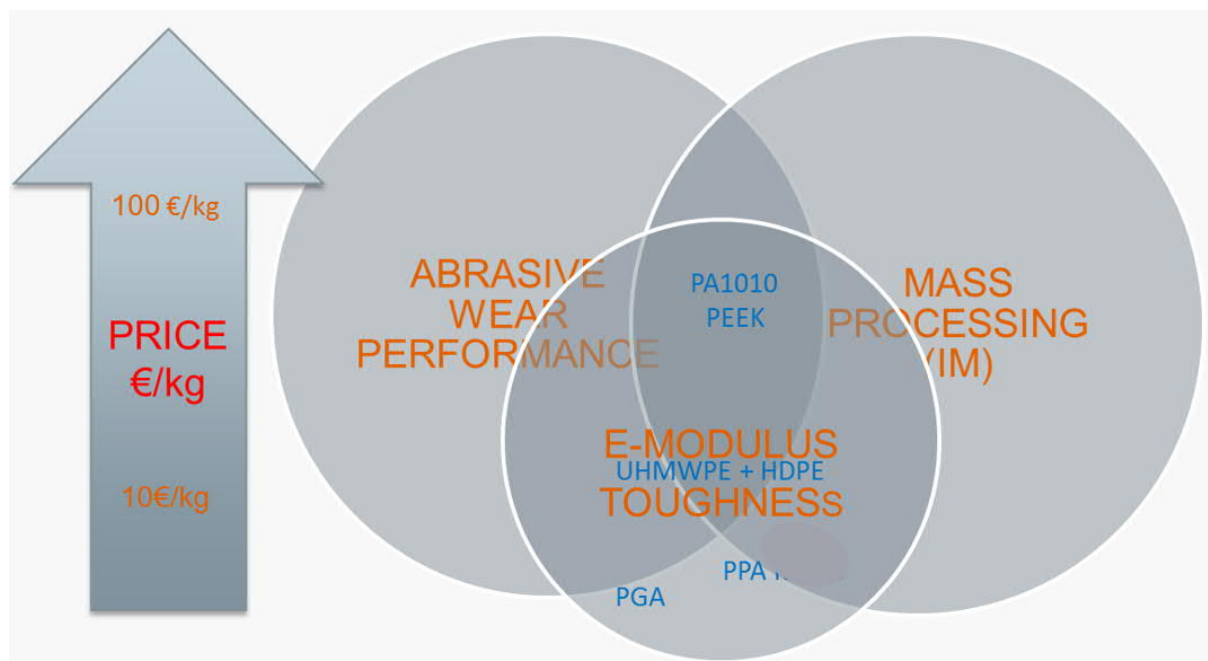 100 €/kg
PRICE
€/kg
10€/kg
ABRASIVE
WEAR
PERFORMANCE
PA1010
PEEK
MASS
PROCESSING
(IM)
E-MODULUS
UHMWPE + HDPE
TOUGHNESS
PPA
PGA